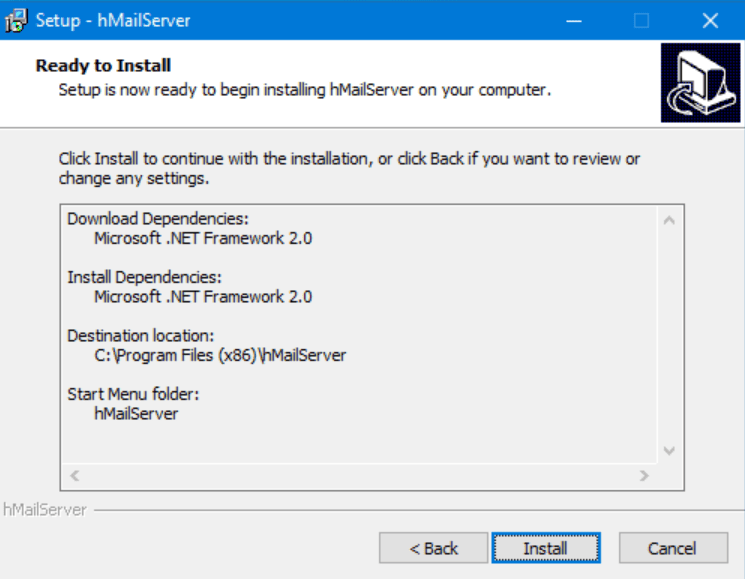 Setup - hMailServer
Ready to Install
Setup is now ready to begin installing hMailServer on your computer.
Click Install to continue with the installation, or click Back if you want to review or
change any settings.
Download Dependencies:
Microsoft .NET Framework 2.0
Install Dependencies:
Microsoft .NET Framework 2.0
Destination location:
C:\Program Files (x86)\hMailServer
Start Menu folder:
hMailServer
hMailServer
< Back
Install
Cancel